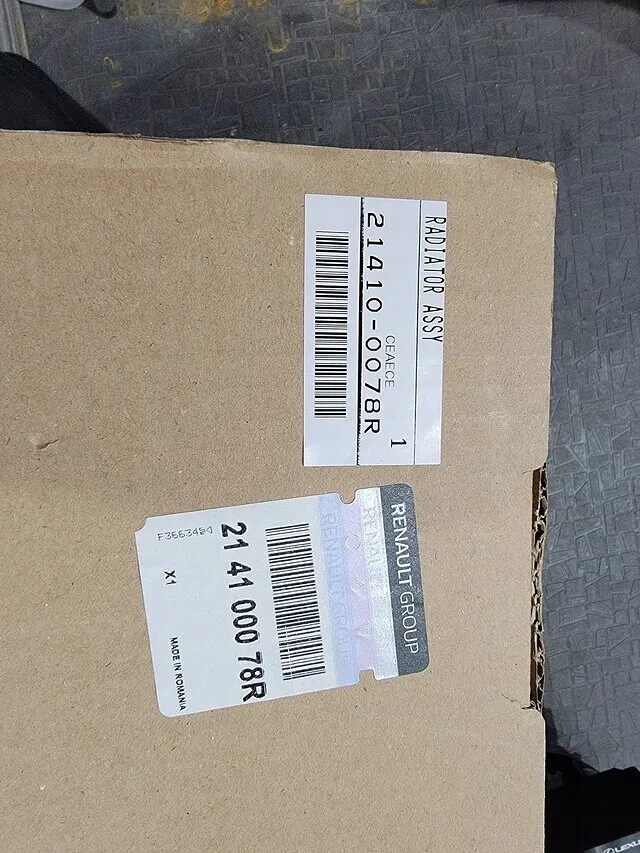 RADIATOR ASSY
1
CEAECE
21410-0078R
RENAULT GROUP
21 41 000 78R
F3663454
X1
MADE IN ROMANIA